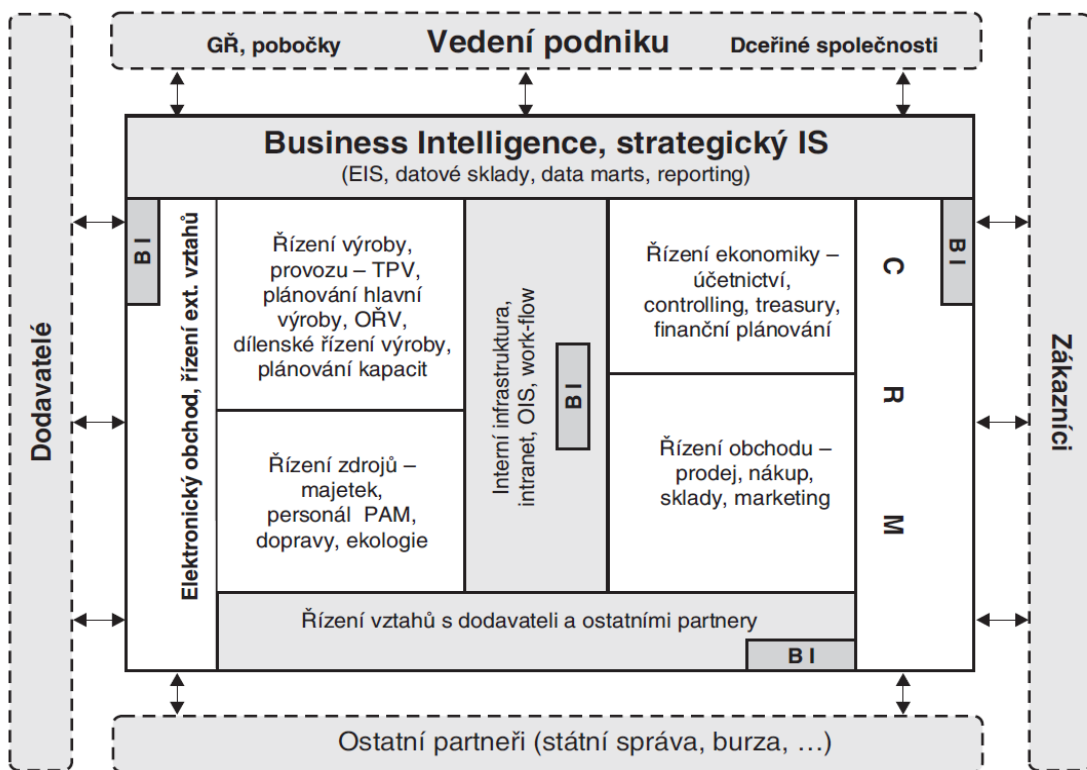 GŘ, pobočky Vedení podniku Dceřiné společnosti
Business Intelligence, strategický IS
(EIS, datové sklady, data marts, reporting)
Dodavatelé
B I
Elektronický obchod, řízení ext. vztahů
Řízení výroby,
provozu – TPV,
plánování hlavní
výroby, OŘV,
dílenské řízení výroby,
plánování kapacit
Řízení zdrojů –
majetek,
personál PAM,
dopravy, ekologie
Interní infrastruktura,
intranet, OIS, work-flow
B I
Řízení ekonomiky –
účetnictví,
controlling, treasury,
finanční plánování
Řízení obchodu –
prodej, nákup,
sklady, marketing
C
R
M
B I
Zákazníci
Řízení vztahů s dodavateli a ostatními partnery
B I
Ostatní partneři (státní správa, burza, …)